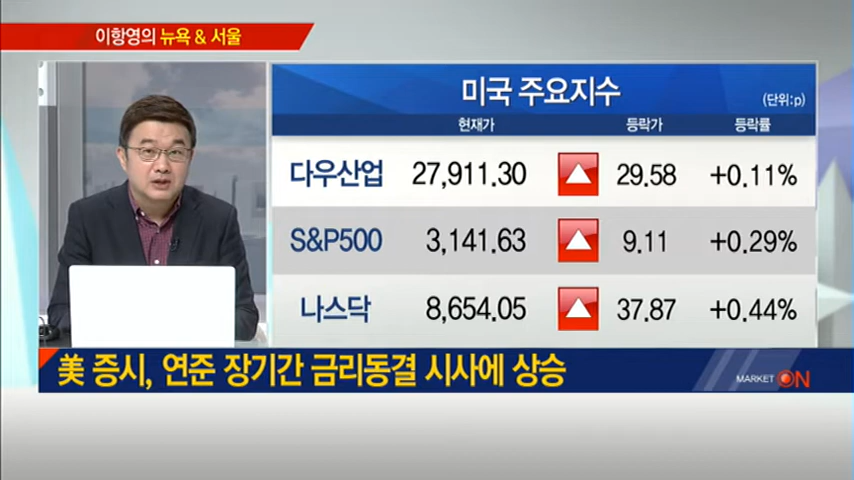 이항영의 뉴욕 & 서울
미국 주요지수
(단위:p)
현재가 등락가 등락률
다우산업 27,911.30 29.58 +0.11%
S&P500 3,141.63 9.11 +0.29%
나스닥 8,654.05 37.87 +0.44%
美 증시, 연준 장기간 금리동결 시사에 상승
MARKET ON